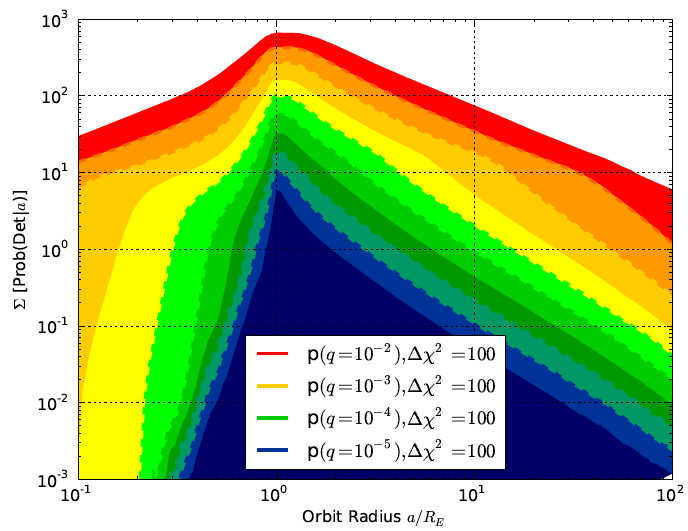 10^3
10^2
10^1
10^0
10^-1
10^-2
10^-3
Σ [Prob(Det|a)]
p(q=10^-2),Δχ^2 =100
p(q=10^-3),Δχ^2 =100
p(q=10^-4),Δχ^2 =100
p(q=10^-5),Δχ^2 =100
10^-1 10^0 10^1 10^2
Orbit Radius a/R_E